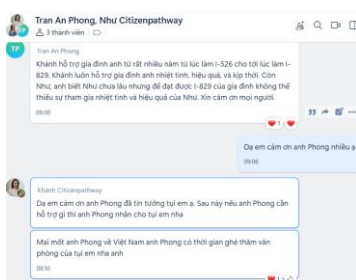 Tran An Phong, Như Citizenpathway
3 thành viên
TP
Tran An Phong
Khánh hỗ trợ gia đình anh từ rất nhiều năm từ lúc làm I-526 cho tới lúc làm I-
829. Khánh luôn hỗ trợ gia đình anh nhiệt tình, hiệu quả, và kịp thời. Còn
Như, anh biết Như chưa lâu nhưng để đạt được I-829 của gia đình không thể
thiếu sự tham gia nhiệt tình và hiệu quả của Như. Xin cám ơn mọi người.
09:00
1
Dạ em cảm ơn anh Phong nhiều ạ
09:06
Khánh Citizenpathway
Dạ em cám ơn anh Phong đã tin tưởng tụi em ạ. Sau này nếu anh Phong cần
hỗ trợ gì thì anh Phong nhắn cho tụi em nha
Mai mốt anh Phong về Việt Nam anh Phong có thời gian ghé thăm văn
phòng của tụi em nha anh
09:10
1